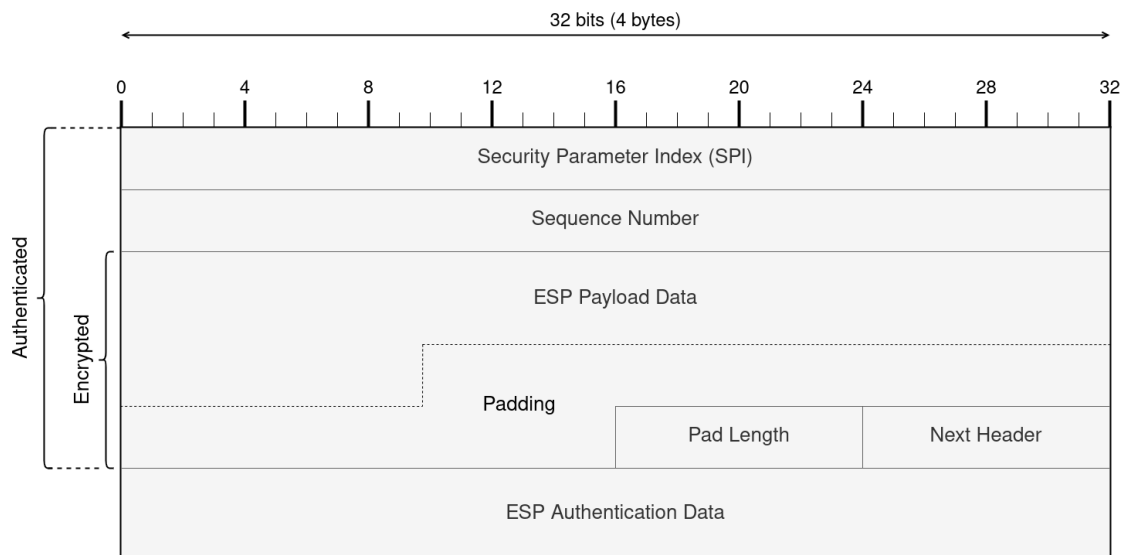 32 bits (4 bytes)
0 4 8 12 16 20 24 28 32
Security Parameter Index (SPI)
Sequence Number
Authenticated
Encrypted
ESP Payload Data
Padding
Pad Length Next Header
ESP Authentication Data